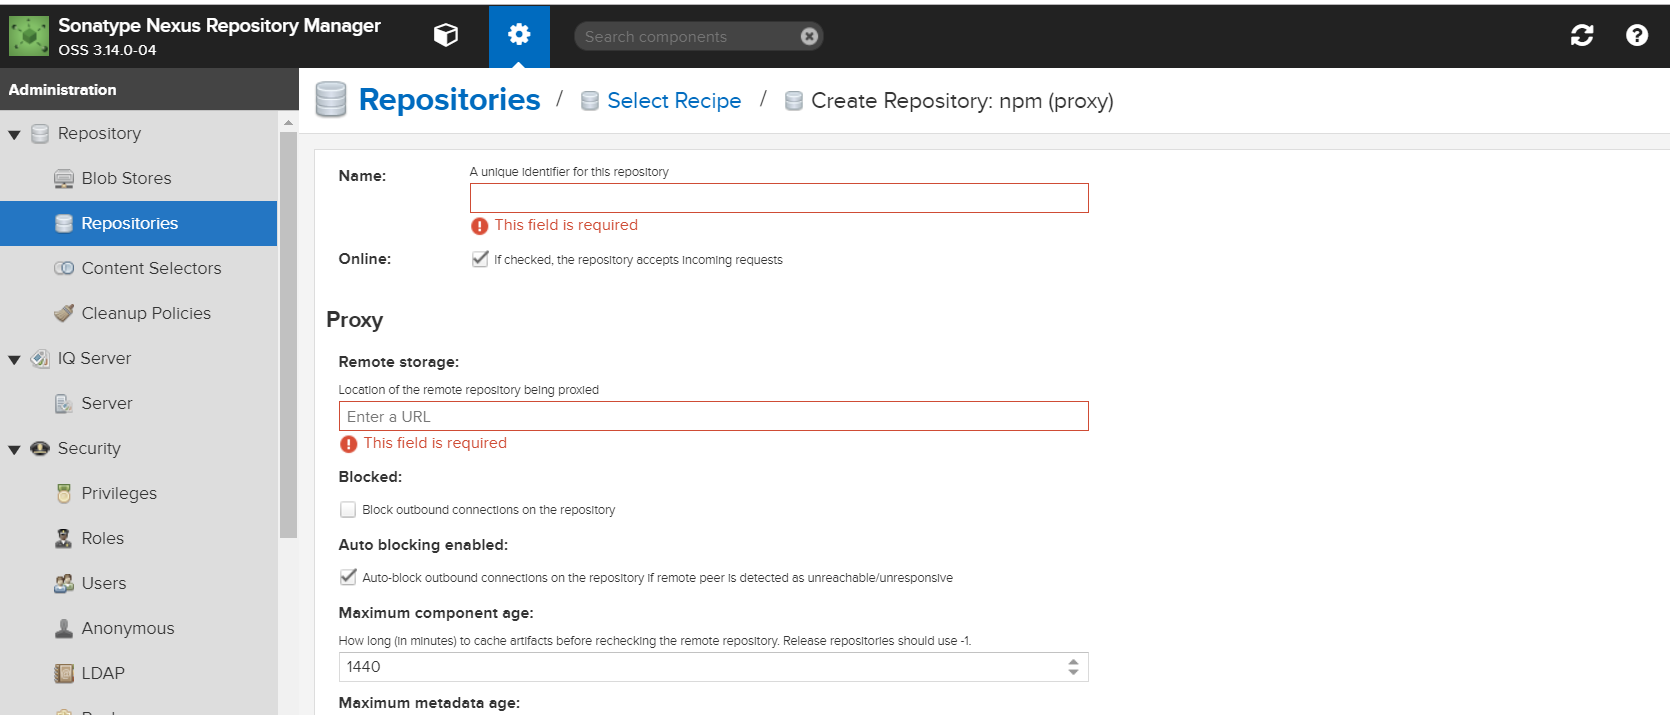 Sonatype Nexus Repository Manager
OSS 3.14.0-04
Search components
Administration
Repository
Blob Stores
Repositories
Content Selectors
Cleanup Policies
IQ Server
Server
Security
Privileges
Roles
Users
Anonymous
LDAP
Repositories / Select Recipe / Create Repository: npm (proxy)
Name:
A unique identifier for this repository
This field is required
Online:
If checked, the repository accepts incoming requests
Proxy
Remote storage:
Location of the remote repository being proxied
Enter a URL
This field is required
Blocked:
Block outbound connections on the repository
Auto blocking enabled:
Auto-block outbound connections on the repository if remote peer is detected as unreachable/unresponsive
Maximum component age:
How long (in minutes) to cache artifacts before rechecking the remote repository. Release repositories should use -1.
1440
Maximum metadata age: